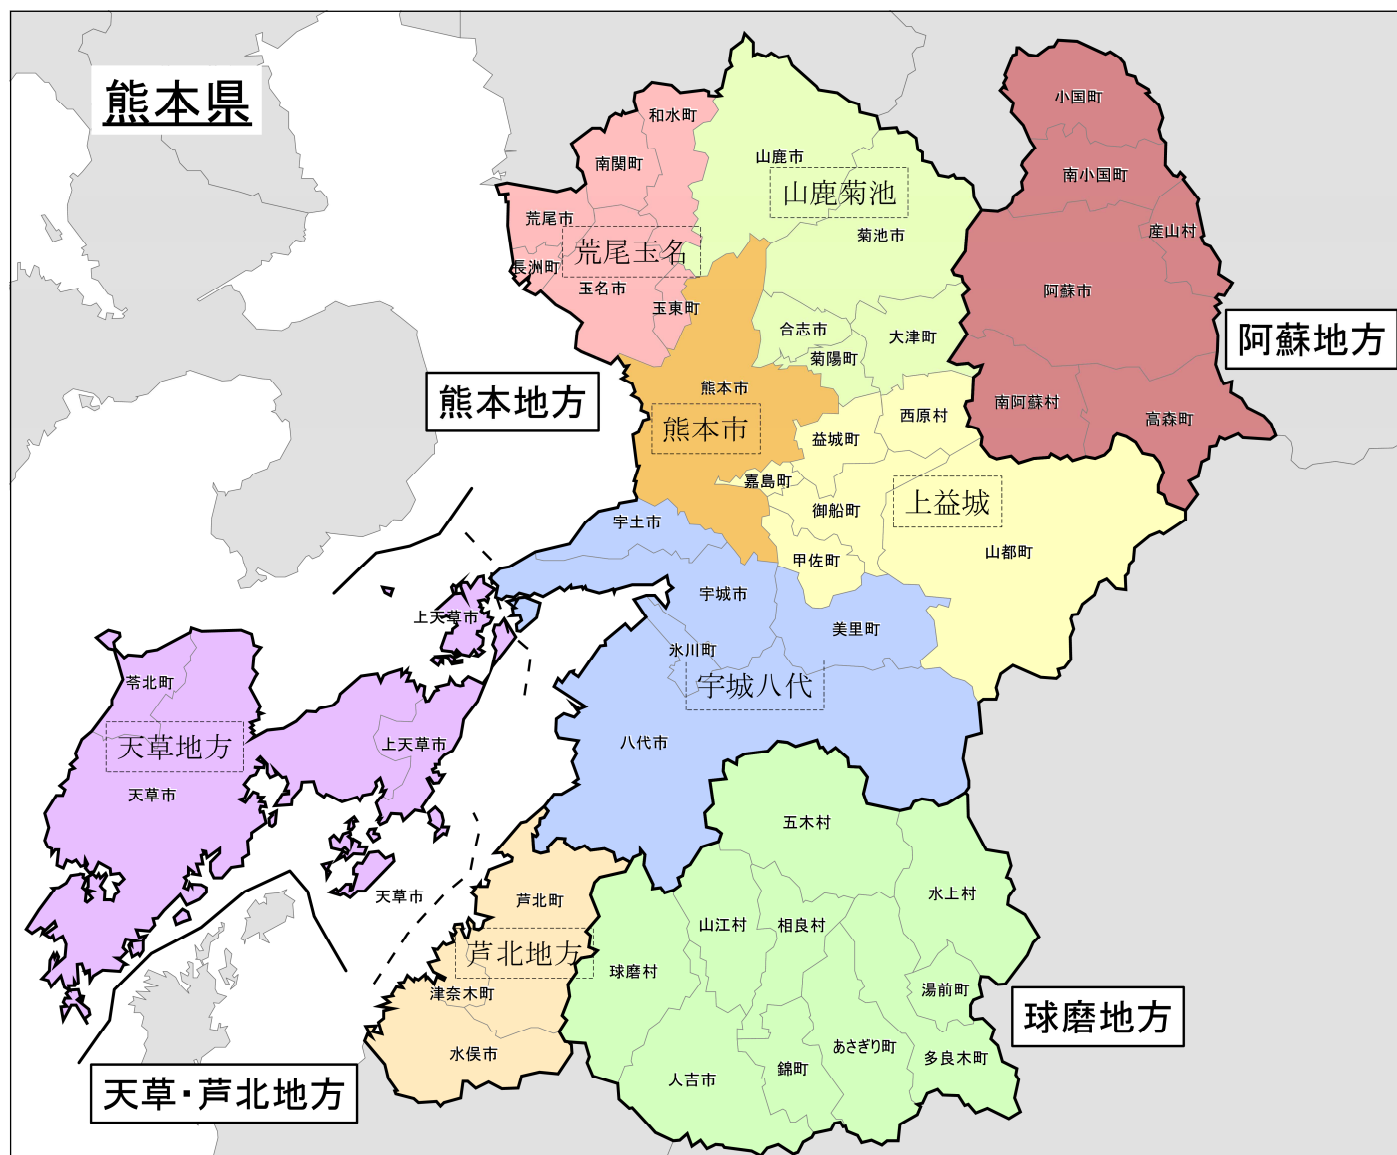 熊本県
小国町
和水町
山鹿市
南関町
南小国町
山鹿菊池
荒尾市
産山村
菊池市
荒尾玉名
長洲町
玉名市
阿蘇市
玉東町
合志市
大津町
阿蘇地方
菊陽町
熊本地方
熊本市
南阿蘇村
西原村
高森町
熊本市
益城町
嘉島町
上益城
御船町
宇土市
山都町
甲佐町
宇城市
上天草市
美里町
氷川町
苓北町
宇城八代
八代市
上天草市
天草地方
天草市
五木村
天草市
芦北町
水上村
山江村
相良村
芦北地方
球磨村
津奈木町
湯前町
球磨地方
水俣市
あさぎり町
多良木町
錦町
人吉市
天草・芦北地方